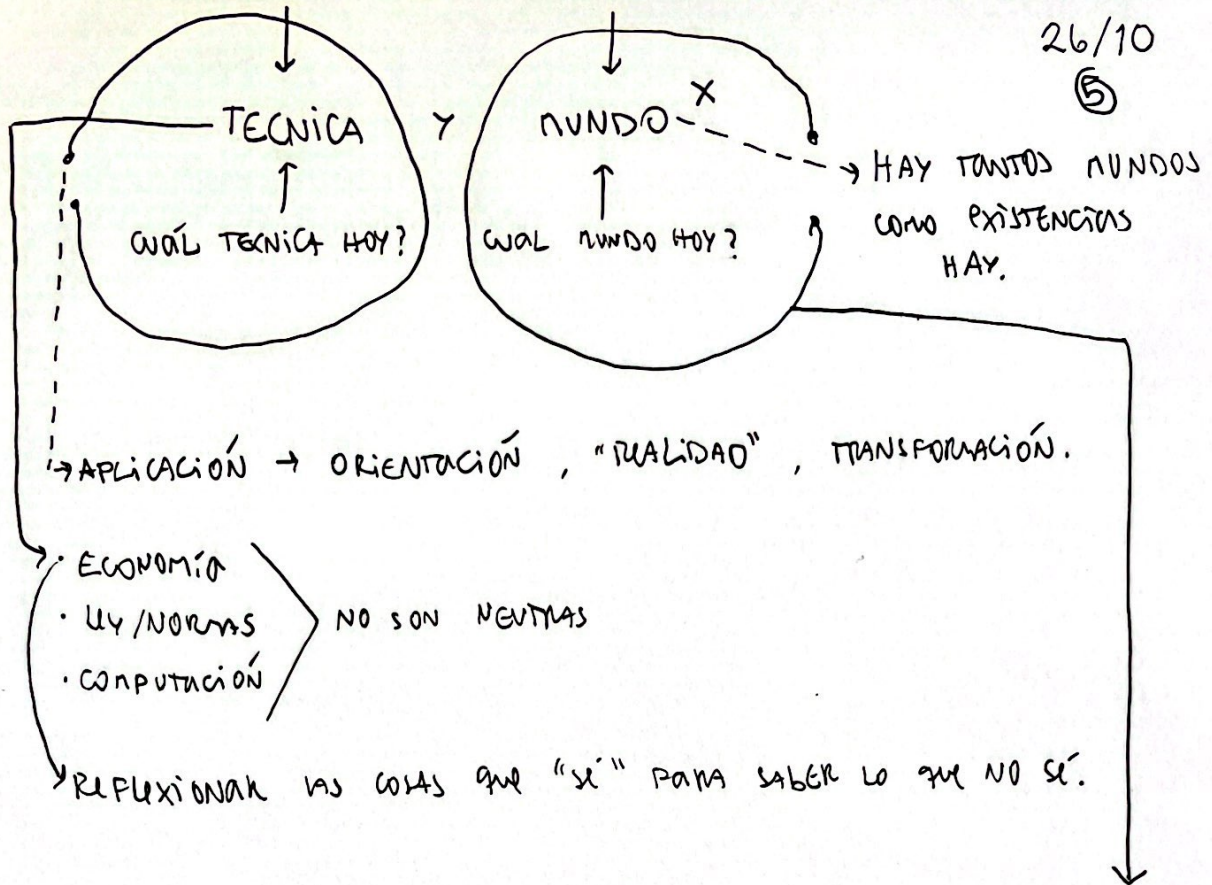 26/10
5
TECNICA Y MUNDO X
CUÁL TECNICA HOY?
CUAL MUNDO HOY?
HAY TANTOS MUNDOS
COMO EXISTENCIAS
HAY.
APLICACIÓN → ORIENTACIÓN, "REALIDAD", TRANSFORMACIÓN.
· ECONOMÍA
· LEY/NORMAS
· COMPUTACIÓN
NO SON NEUTRAS
REFLEXIONAR LAS COSAS QUE "SÉ" PARA SABER LO QUE NO SÉ.